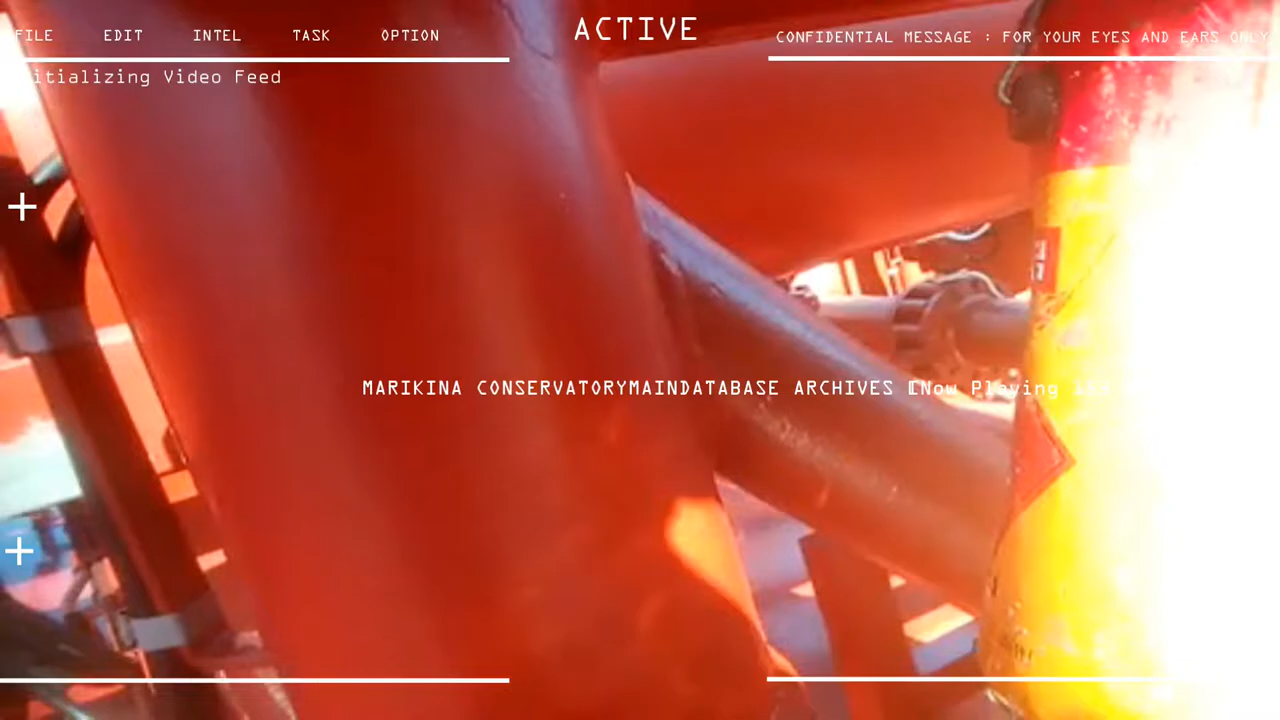 FILE EDIT INTEL TASK OPTION
ACTIVE
CONFIDENTIAL MESSAGE : FOR YOUR EYES AND EARS ONLY
itializing Video Feed
MARIKINA CONSERVATORYMAINDATABASE ARCHIVES [Now Playing